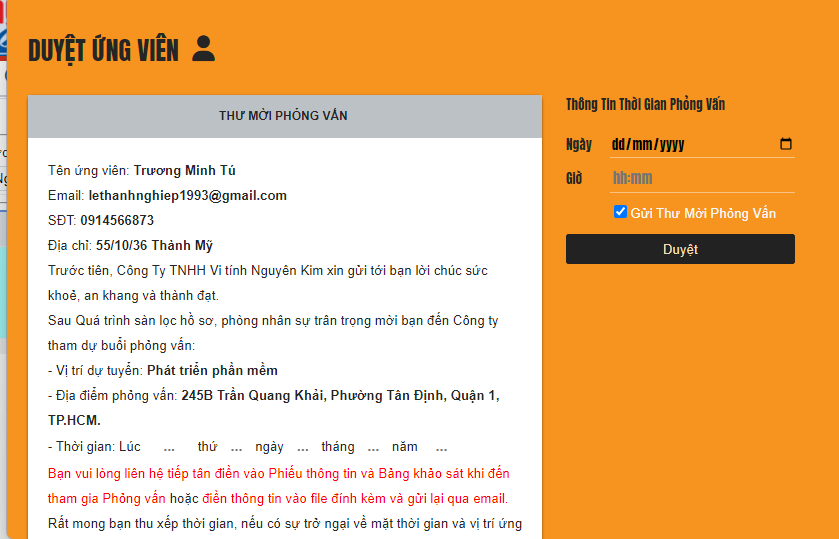 DUYỆT ỨNG VIÊN
THƯ MỜI PHỎNG VẤN
Tên ứng viên: Trương Minh Tú
Email: lethanhnghiep1993@gmail.com
SĐT: 0914566873
Địa chỉ: 55/10/36 Thành Mỹ
Trước tiên, Công Ty TNHH Vi tính Nguyên Kim xin gửi tới bạn lời chúc sức
khoẻ, an khang và thành đạt.
Sau Quá trình sàn lọc hồ sơ, phòng nhân sự trân trọng mời bạn đến Công ty
tham dự buổi phỏng vấn:
- Vị trí dự tuyển: Phát triển phần mềm
- Địa điểm phỏng vấn: 245B Trần Quang Khải, Phường Tân Định, Quận 1,
TP.HCM.
- Thời gian: Lúc ... thứ ... ngày ... tháng ... năm ...
Bạn vui lòng liên hệ tiếp tân điền vào Phiếu thông tin và Bảng khảo sát khi đến
tham gia Phỏng vấn hoặc điền thông tin vào file đính kèm và gửi lại qua email.
Rất mong bạn thu xếp thời gian, nếu có sự trở ngại về mặt thời gian và vị trí ứng
Thông Tin Thời Gian Phỏng Vấn
Ngày dd/mm/yyyy
Giờ hh:mm
Gửi Thư Mời Phỏng Vấn
Duyệt